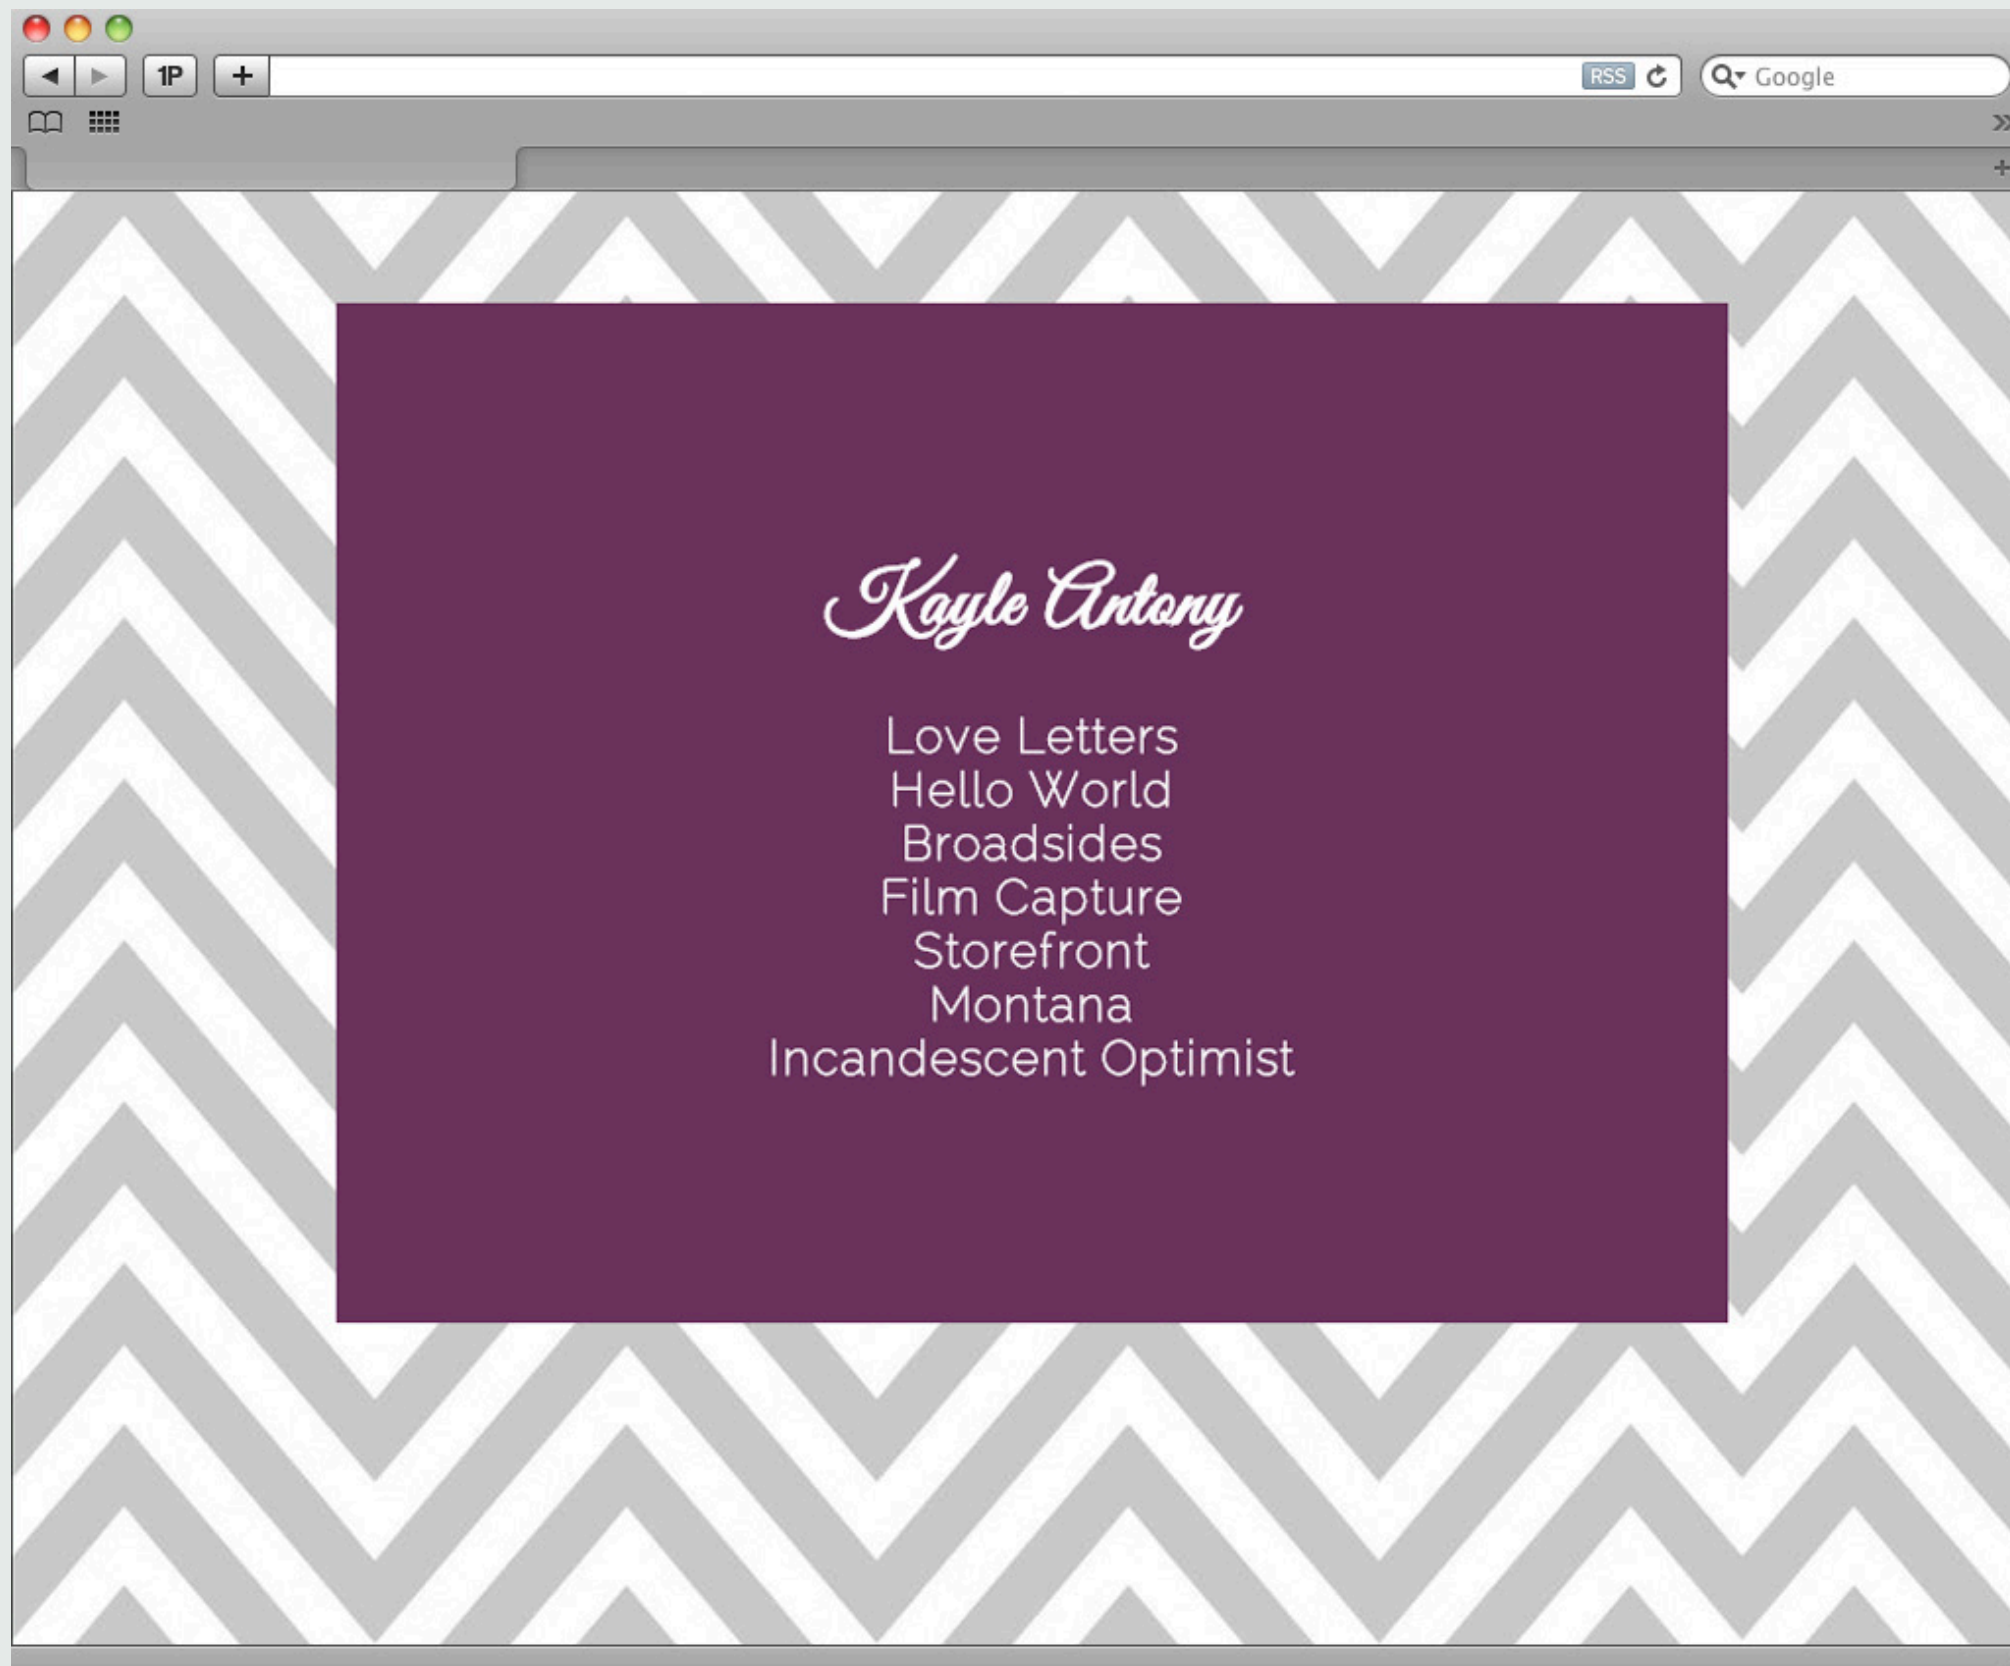 1P
+
RSS
Google
Kayle Antony
Love Letters
Hello World
Broadsides
Film Capture
Storefront
Montana
Incandescent Optimist